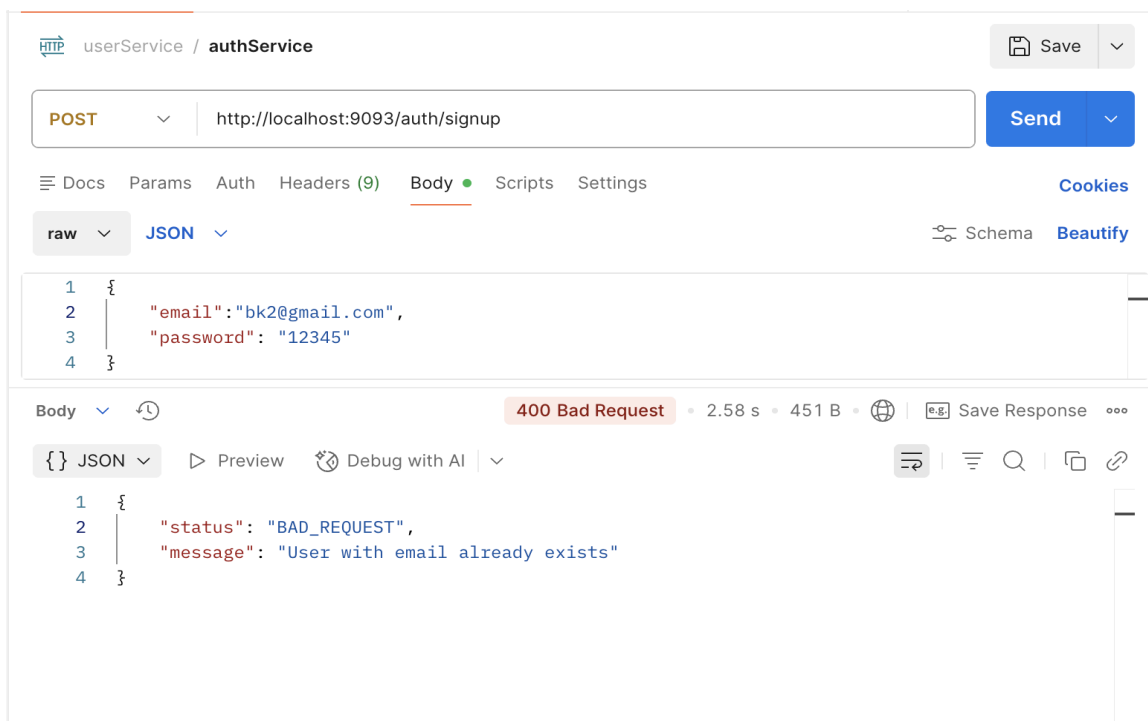 HTTP userService / authService Save
POST http://localhost:9093/auth/signup Send
Docs Params Auth Headers (9) Body Scripts Settings Cookies
raw JSON Schema Beautify
1 {
2 "email":"bk2@gmail.com",
3 "password": "12345"
4 }
Body 400 Bad Request • 2.58 s • 451 B • e.g. Save Response
{} JSON Preview Debug with AI
1 {
2 "status": "BAD_REQUEST",
3 "message": "User with email already exists"
4 }